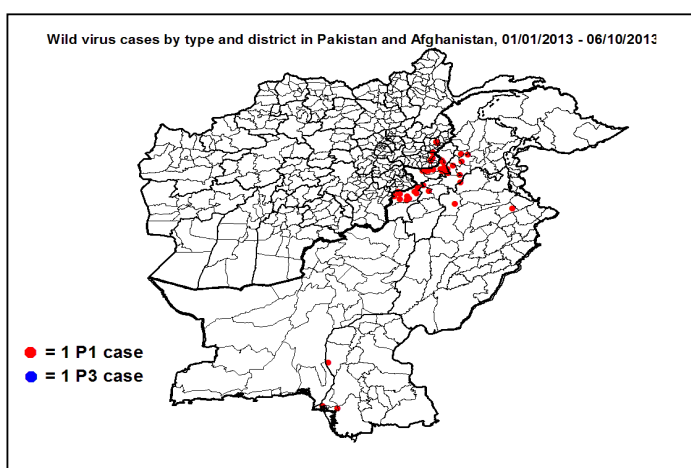 Wild virus cases by type and district in Pakistan and Afghanistan, 01/01/2013 - 06/10/2013
= 1 P1 case
= 1 P3 case